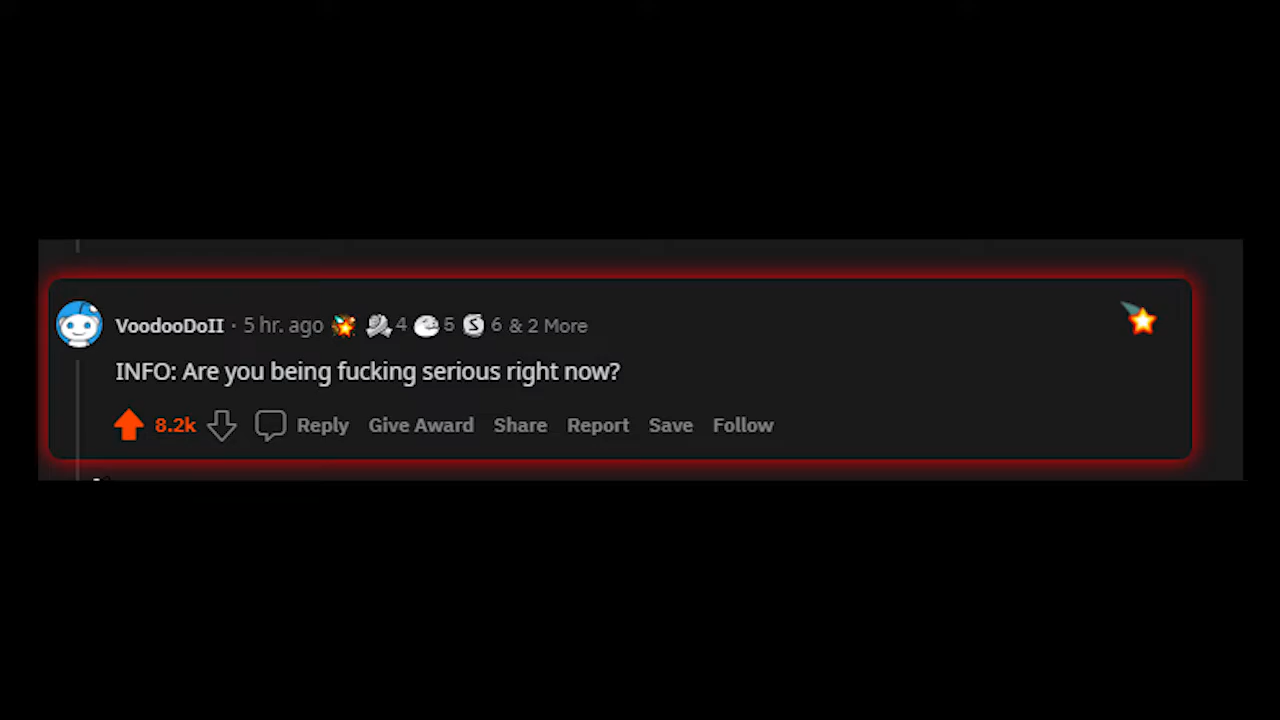 VoodooDoII · 5 hr. ago 4 5 6 & 2 More
INFO: Are you being fucking serious right now?
8.2k Reply Give Award Share Report Save Follow